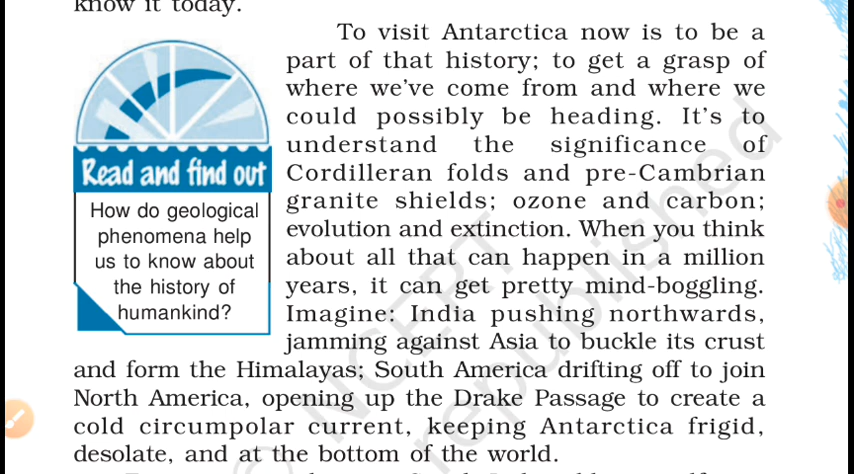 know it today.
To visit Antarctica now is to be a
part of that history; to get a grasp of
where we've come from and where we
could possibly be heading. It's to
understand the significance of
Cordilleran folds and pre-Cambrian
granite shields; ozone and carbon;
evolution and extinction. When you think
about all that can happen in a million
years, it can get pretty mind-boggling.
Imagine: India pushing northwards,
jamming against Asia to buckle its crust
and form the Himalayas; South America drifting off to join
North America, opening up the Drake Passage to create a
cold circumpolar current, keeping Antarctica frigid,
desolate, and at the bottom of the world.
Read and find out
How do geological
phenomena help
us to know about
the history of
humankind?
© NCERT
republished